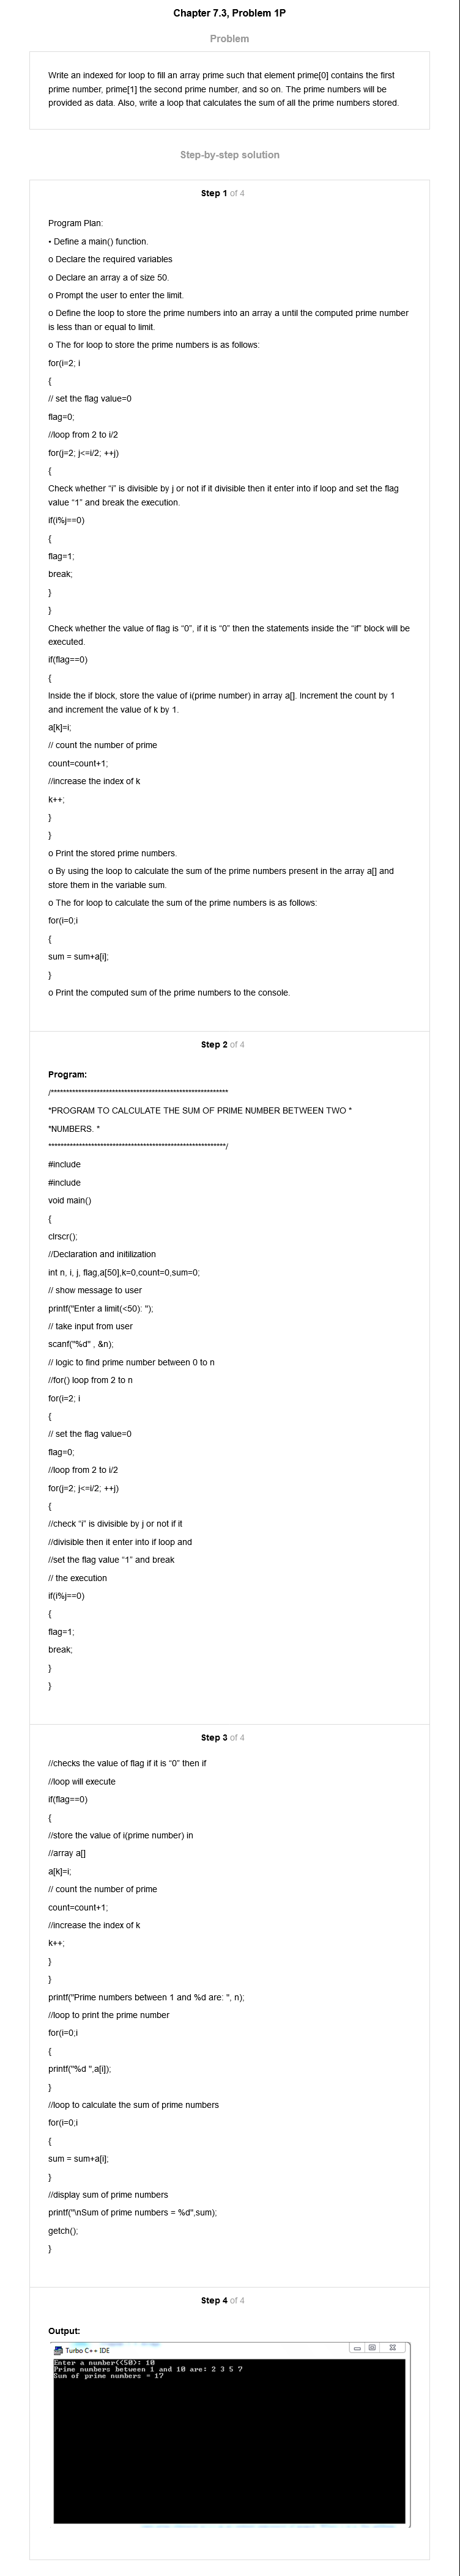 Chapter 7.3, Problem 1P
Problem
Write an indexed for loop to fill an array prime such that element prime[0] contains the first
prime number, prime[1] the second prime number, and so on. The prime numbers will be
provided as data. Also, write a loop that calculates the sum of all the prime numbers stored.
Step-by-step solution
Step 1 of 4
Program Plan:
• Define a main() function.
o Declare the required variables
o Declare an array a of size 50.
o Prompt the user to enter the limit.
o Define the loop to store the prime numbers into an array a until the computed prime number
is less than or equal to limit.
o The for loop to store the prime numbers is as follows:
for(i=2; i
{
// set the flag value=0
flag=0;
//loop from 2 to i/2
for(j=2; j<=i/2; ++j)
{
Check whether “i” is divisible by j or not if it divisible then it enter into if loop and set the flag
value “1” and break the execution.
if(i%j==0)
{
flag=1;
break;
}
}
Check whether the value of flag is “0”, if it is “0” then the statements inside the “if” block will be
executed.
if(flag==0)
{
Inside the if block, store the value of i(prime number) in array a[]. Increment the count by 1
and increment the value of k by 1.
a[k]=i;
// count the number of prime
count=count+1;
//increase the index of k
k++;
}
}
o Print the stored prime numbers.
o By using the loop to calculate the sum of the prime numbers present in the array a[] and
store them in the variable sum.
o The for loop to calculate the sum of the prime numbers is as follows:
for(i=0;i
{
sum = sum+a[i];
}
o Print the computed sum of the prime numbers to the console.
Step 2 of 4
Program:
/***********************************************************
*PROGRAM TO CALCULATE THE SUM OF PRIME NUMBER BETWEEN TWO *
*NUMBERS. *
***********************************************************/
#include
#include
void main()
{
clrscr();
//Declaration and initilization
int n, i, j, flag,a[50],k=0,count=0,sum=0;
// show message to user
printf("Enter a limit(<50): ");
// take input from user
scanf("%d" , &n);
// logic to find prime number between 0 to n
//for() loop from 2 to n
for(i=2; i
{
// set the flag value=0
flag=0;
//loop from 2 to i/2
for(j=2; j<=i/2; ++j)
{
//check “i” is divisible by j or not if it
//divisible then it enter into if loop and
//set the flag value “1” and break
// the execution
if(i%j==0)
{
flag=1;
break;
}
}
Step 3 of 4
//checks the value of flag if it is “0” then if
//loop will execute
if(flag==0)
{
//store the value of i(prime number) in
//array a[]
a[k]=i;
// count the number of prime
count=count+1;
//increase the index of k
k++;
}
}
printf("Prime numbers between 1 and %d are: ", n);
//loop to print the prime number
for(i=0;i
{
printf("%d ",a[i]);
}
//loop to calculate the sum of prime numbers
for(i=0;i
{
sum = sum+a[i];
}
//display sum of prime numbers
printf("\nSum of prime numbers = %d",sum);
getch();
}
Step 4 of 4
Output:
Turbo C++ IDE
Enter a number(<50): 10
Prime numbers between 1 and 10 are: 2 3 5 7
Sum of prime numbers = 17